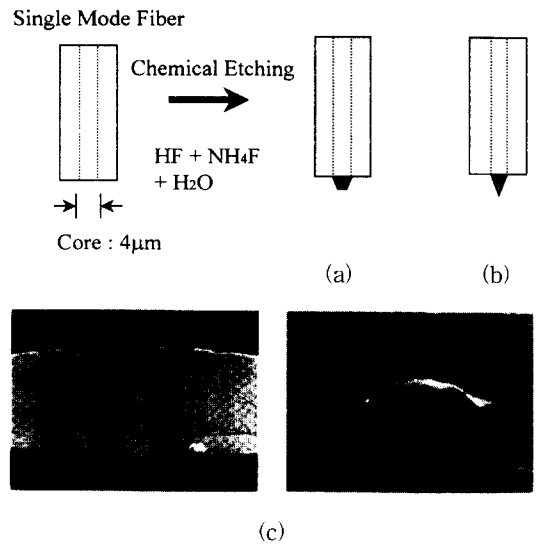 Single Mode Fiber
Chemical Etching
HF + NH4F
+ H2O
Core : 4μm
(a)
(b)
(c)